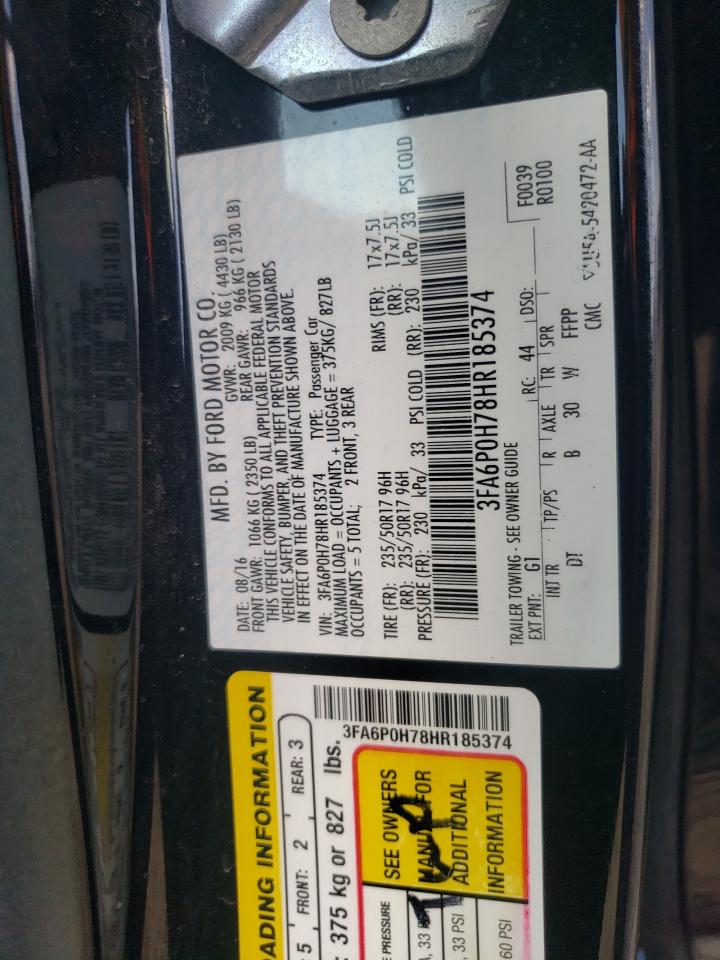 MFD. BY FORD MOTOR CO.
DATE: 08/16 GVWR: 2009 KG ( 4430 LB)
FRONT GAWR: 1066 KG (2350 LB) REAR GAWR: 966 KG ( 2130 LB)
THIS VEHICLE CONFORMS TO ALL APPLICABLE FEDERAL MOTOR
VEHICLE SAFETY, BUMPER, AND THEFT PREVENTION STANDARDS
IN EFFECT ON THE DATE OF MANUFACTURE SHOWN ABOVE.
VIN: 3FA6P0H78HR185374 TYPE: Passenger Car
MAXIMUM LOAD = OCCUPANTS + LUGGAGE = 375KG/ 827LB
OCCUPANTS = 5 TOTAL; 2 FRONT, 3 REAR
TIRE (FR): 235/50R17 96H RIMS (FR): 17x7.5J
(RR): 235/50R17 96H (RR): 17x7.5J
PRESSURE (FR): 230 kPa/ 33 PSI COLD (RR): 230 kPa/ 33 PSI COLD
3FA6P0H78HR185374
TRAILER TOWING - SEE OWNER GUIDE
EXT PNT: G1 RC: 44 DSO: F0039
R0100
INT TR TP/PS R AXLE TR SPR
DT B 30 W FFPP
CMC
ADING INFORMATION
5 FRONT: 2 REAR: 3
: 375 kg or 827 lbs.
3FA6P0H78HR185374
E PRESSURE
33
33 PSI
60 PSI
SEE OWNERS
MANUAL FOR
ADDITIONAL
INFORMATION